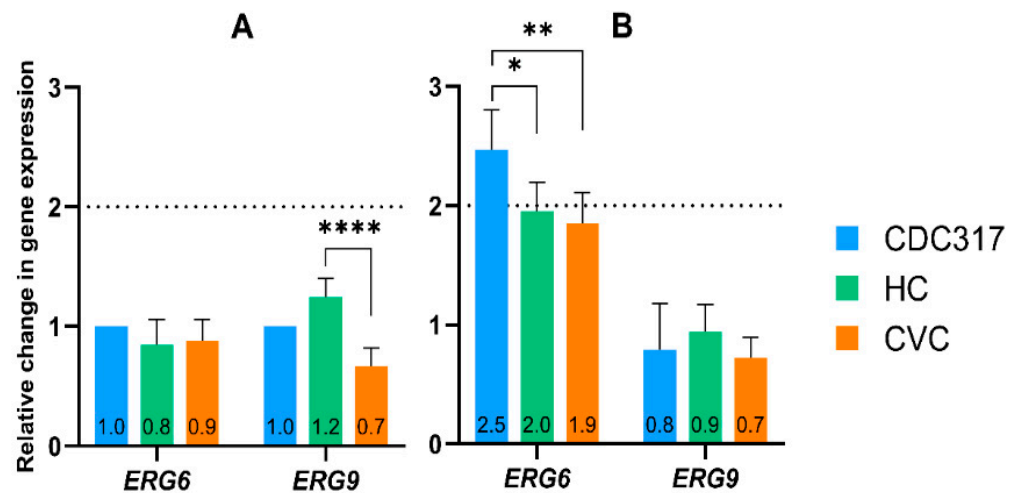 A
B
Relative change in gene expression
3
2
1
0
****
1.0 0.8 0.9 1.0 1.2 0.7
ERG6 ERG9
3
2
1
0
**
*
2.5 2.0 1.9 0.8 0.9 0.7
ERG6 ERG9
CDC317
HC
CVC